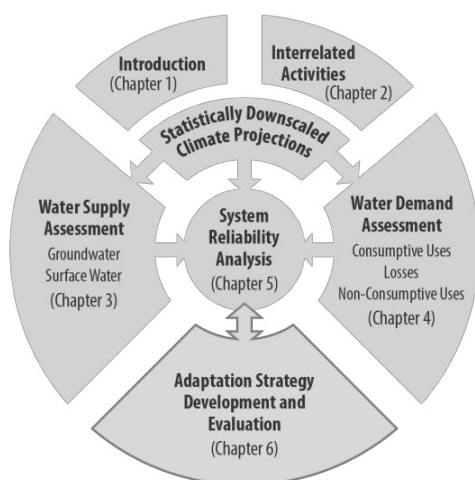 Introduction
(Chapter 1)
Interrelated
Activities
(Chapter 2)
Statistically Downscaled
Climate Projections
Water Supply
Assessment
Groundwater
Surface Water
(Chapter 3)
System
Reliability
Analysis
(Chapter 5)
Water Demand
Assessment
Consumptive Uses
Losses
Non-Consumptive Uses
(Chapter 4)
Adaptation Strategy
Development and
Evaluation
(Chapter 6)